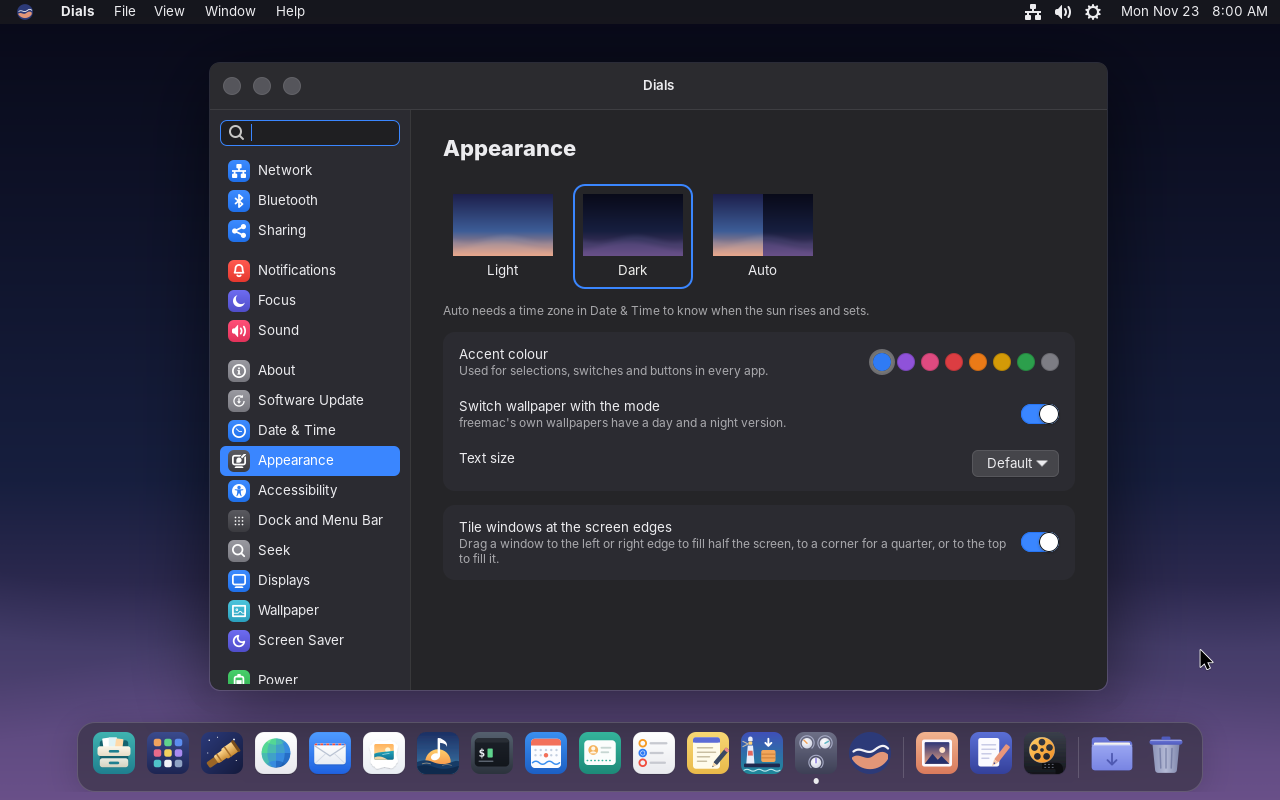 Dials File View Window Help Mon Nov 23 8:00 AM
Dials
Network
Bluetooth
Sharing
Notifications
Focus
Sound
About
Software Update
Date & Time
Appearance
Accessibility
Dock and Menu Bar
Seek
Displays
Wallpaper
Screen Saver
Power
Appearance
Light Dark Auto
Auto needs a time zone in Date & Time to know when the sun rises and sets.
Accent colour
Used for selections, switches and buttons in every app.
Switch wallpaper with the mode
freemac's own wallpapers have a day and a night version.
Text size Default
Tile windows at the screen edges
Drag a window to the left or right edge to fill half the screen, to a corner for a quarter, or to the top
to fill it.
$